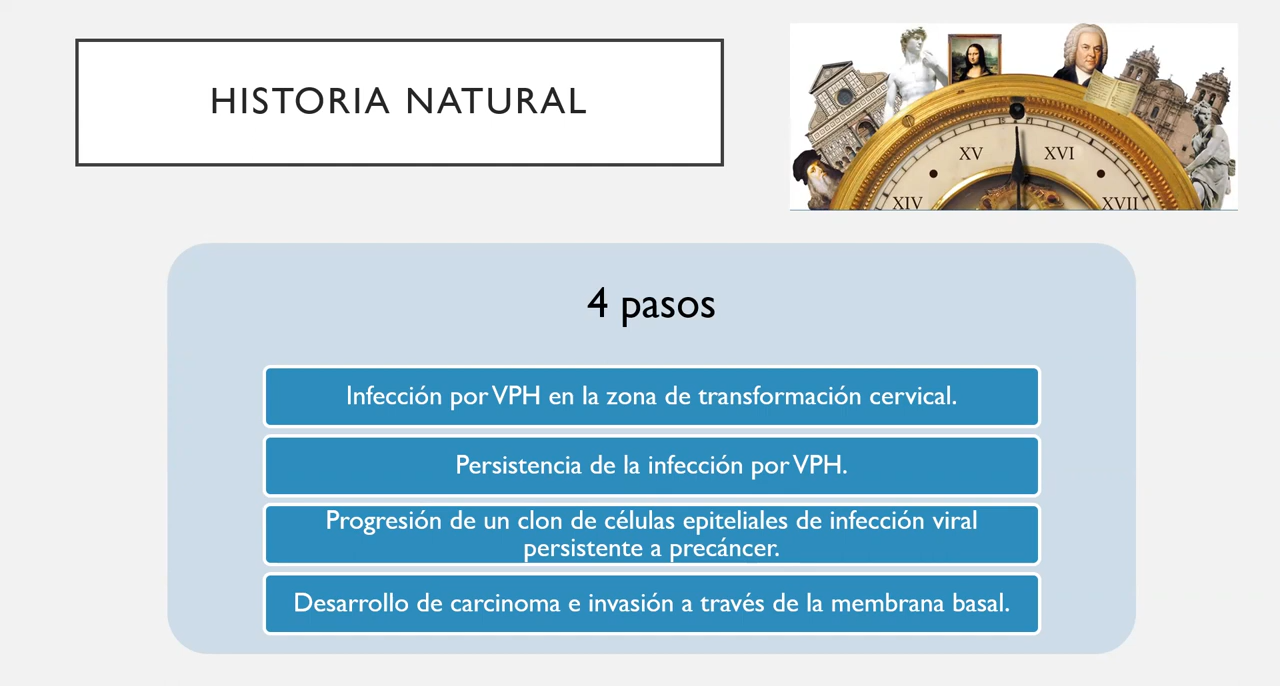 HISTORIA NATURAL
XIV
XV
XVI
XVII
4 pasos
Infección por VPH en la zona de transformación cervical.
Persistencia de la infección por VPH.
Progresión de un clon de células epiteliales de infección viral
persistente a precáncer.
Desarrollo de carcinoma e invasión a través de la membrana basal.